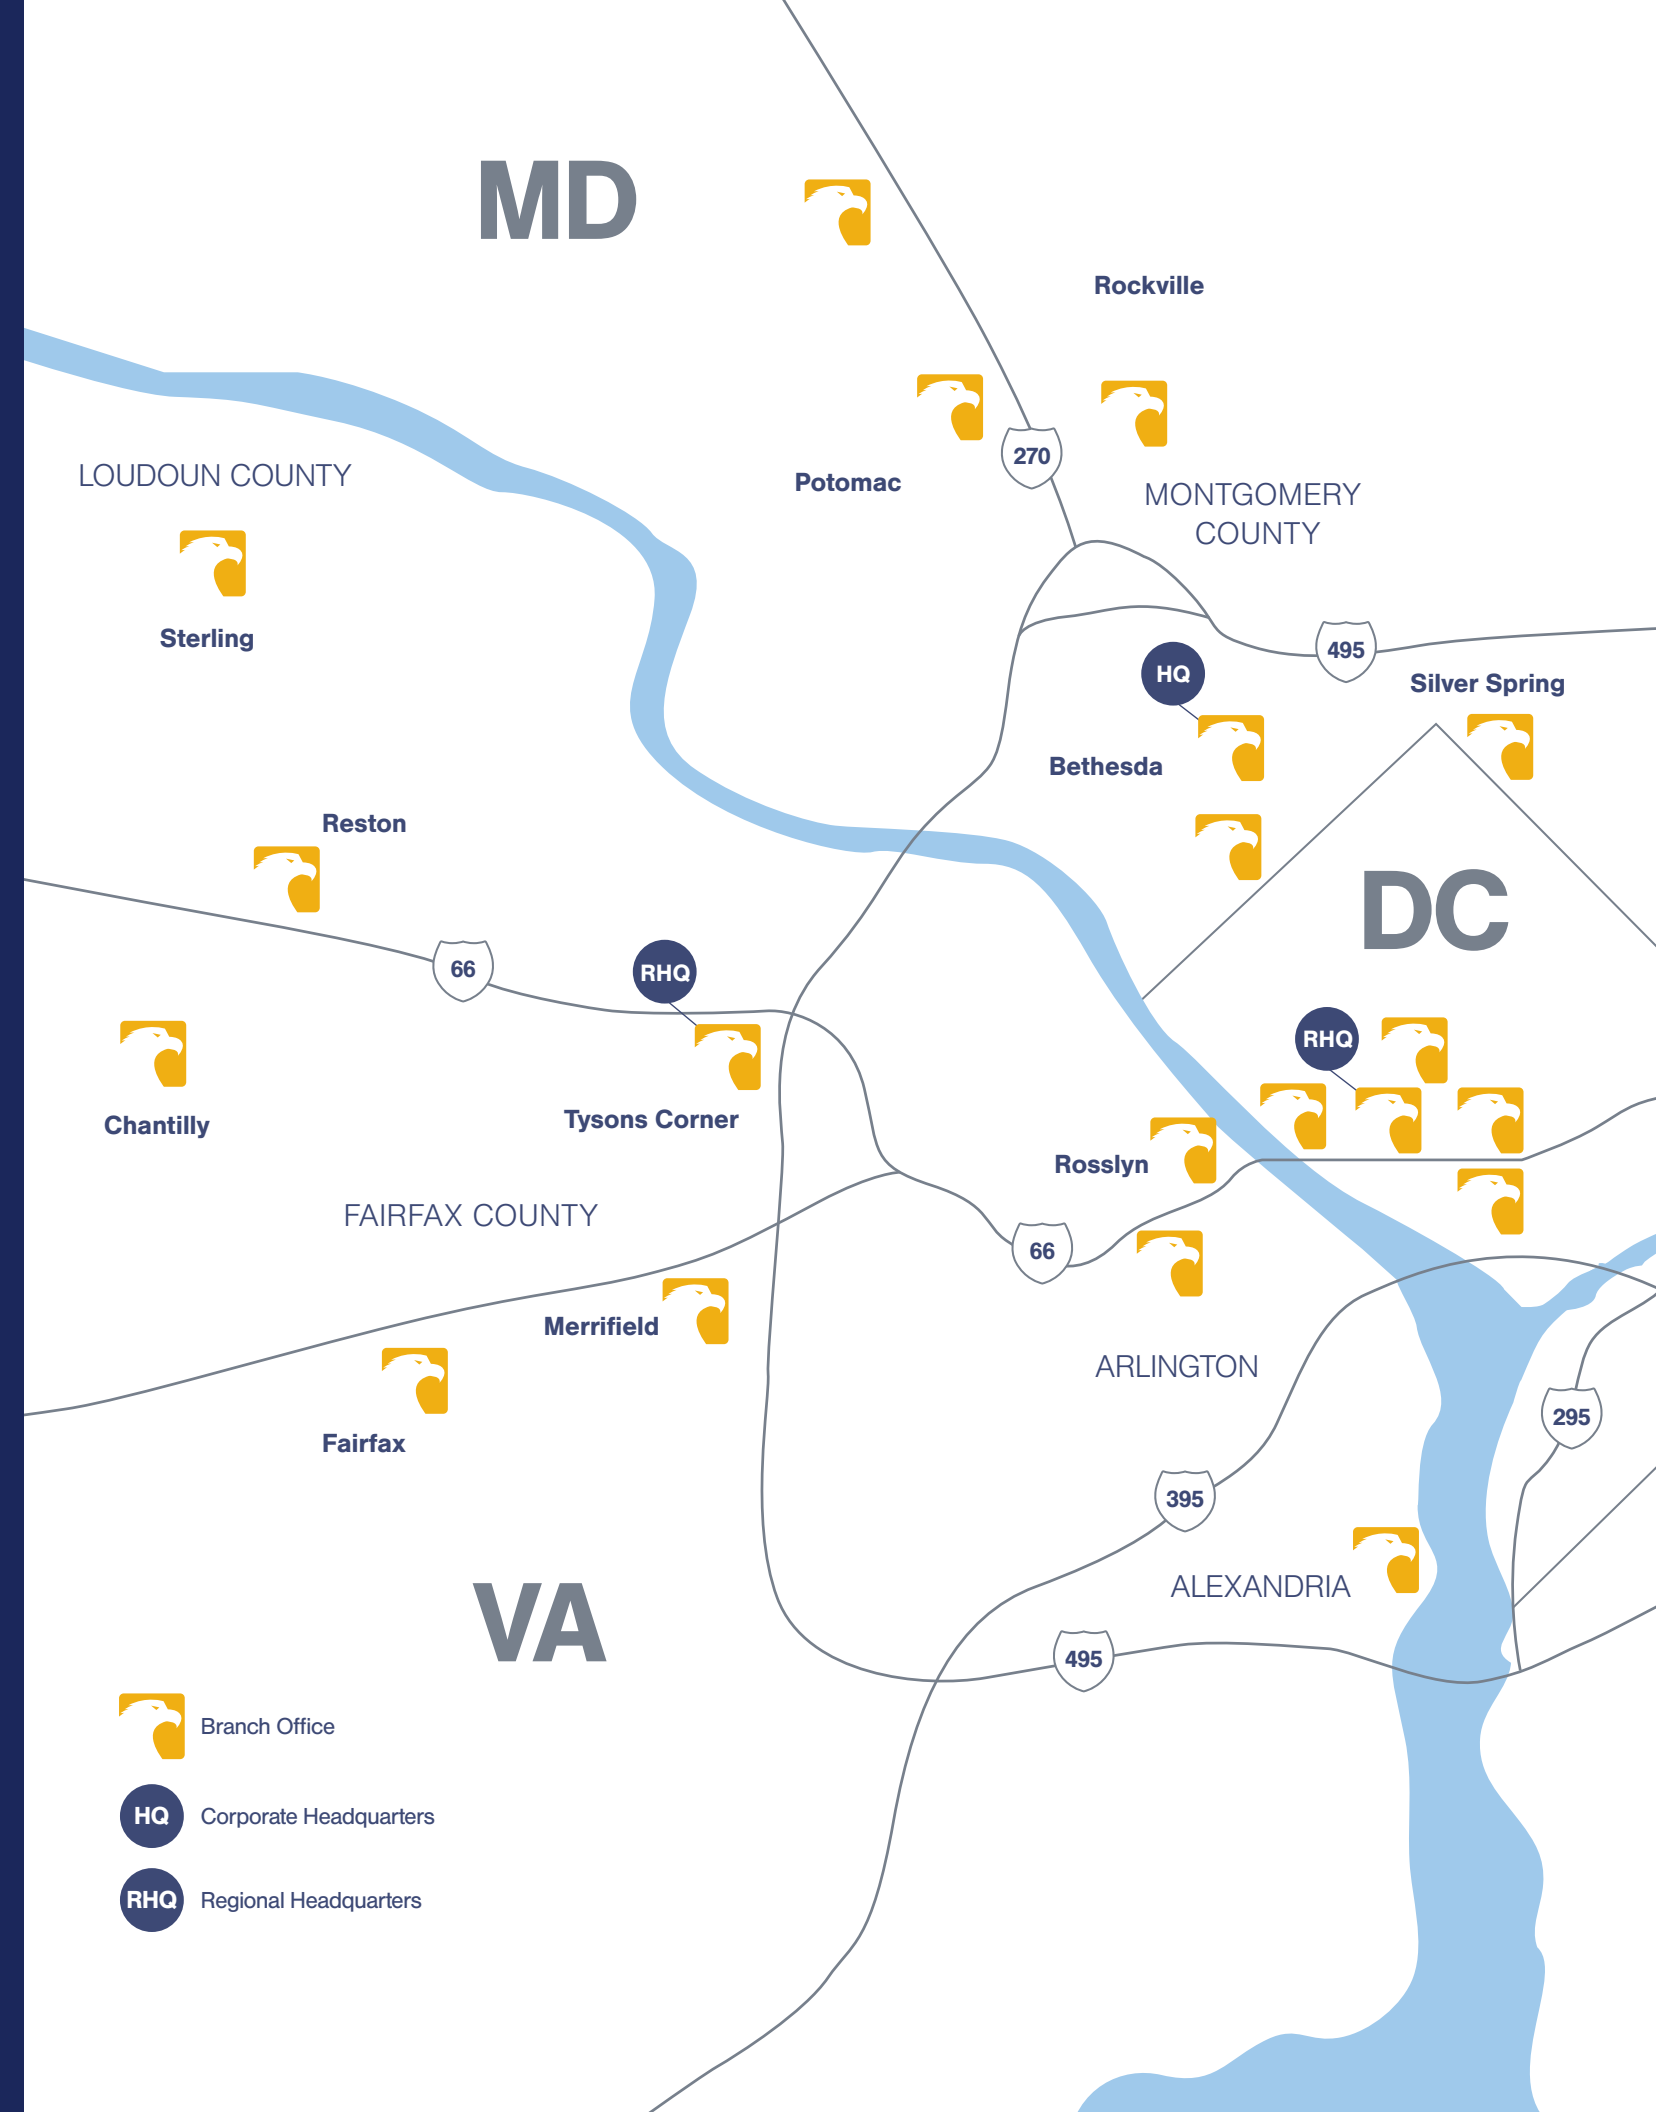 MD
Rockville
270
Potomac
LOUDOUN COUNTY
MONTGOMERY
COUNTY
Sterling
495
HQ
Silver Spring
Bethesda
Reston
DC
66
RHQ
RHQ
Chantilly
Tysons Corner
Rosslyn
FAIRFAX COUNTY
66
Merrifield
ARLINGTON
295
Fairfax
395
ALEXANDRIA
VA
495
Branch Office
HQ
Corporate Headquarters
RHQ
Regional Headquarters